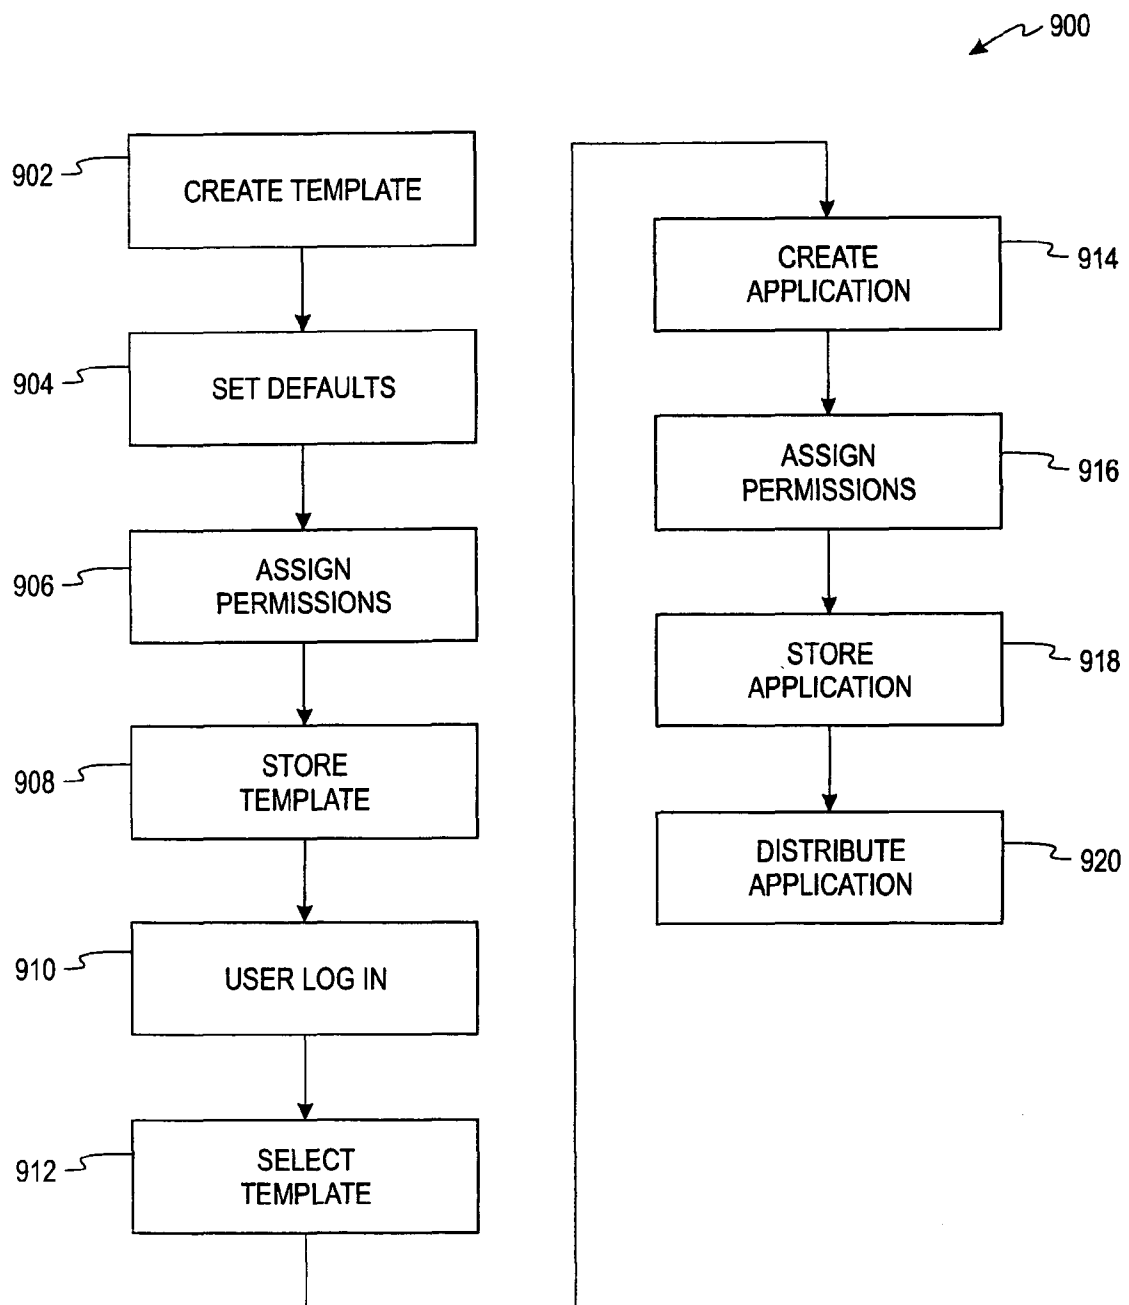 900
902
CREATE TEMPLATE
904
SET DEFAULTS
906
ASSIGN
PERMISSIONS
908
STORE
TEMPLATE
910
USER LOG IN
912
SELECT
TEMPLATE
CREATE
APPLICATION
914
ASSIGN
PERMISSIONS
916
STORE
APPLICATION
918
DISTRIBUTE
APPLICATION
920